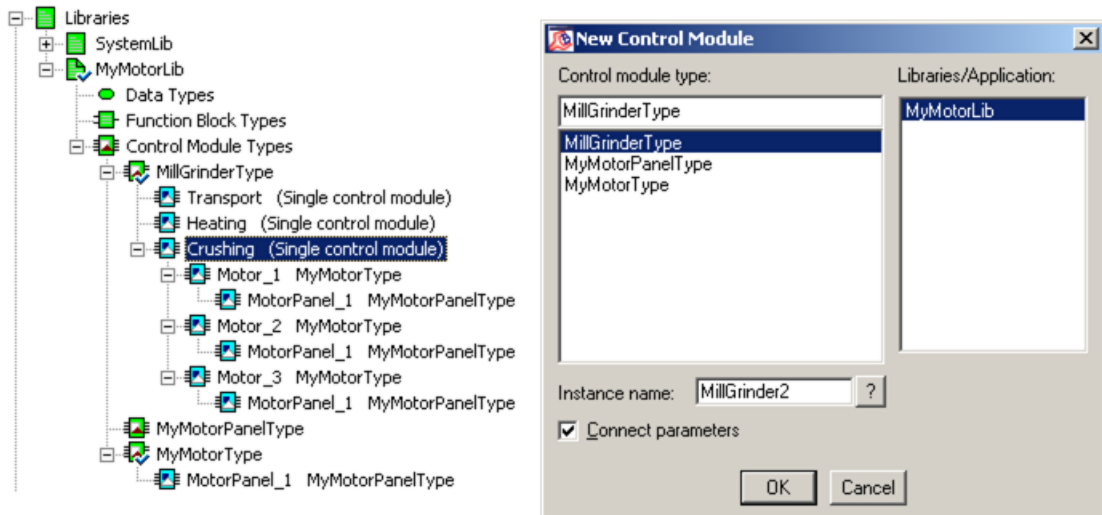 Libraries
SystemLib
MyMotorLib
Data Types
Function Block Types
Control Module Types
MillGrinderType
Transport (Single control module)
Heating (Single control module)
Crushing (Single control module)
Motor_1 MyMotorType
MotorPanel_1 MyMotorPanelType
Motor_2 MyMotorType
MotorPanel_1 MyMotorPanelType
Motor_3 MyMotorType
MotorPanel_1 MyMotorPanelType
MyMotorPanelType
MyMotorType
MotorPanel_1 MyMotorPanelType
New Control Module
Control module type:
MillGrinderType
MillGrinderType
MyMotorPanelType
MyMotorType
Libraries/Application:
MyMotorLib
Instance name: MillGrinder2 ?
Connect parameters
OK Cancel